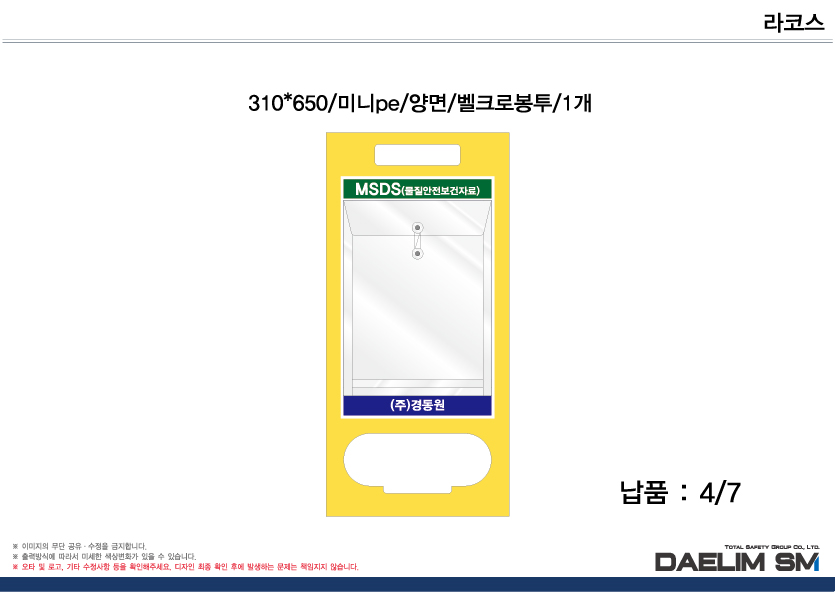 라코스
310*650/미니pe/양면/벨크로봉투/1개
MSDS(물질안전보건자료)
(주)경동원
납품 : 4/7
※ 이미지의 무단 공유 · 수정을 금지합니다.
※ 출력방식에 따라서 미세한 색상변화가 있을 수 있습니다.
※ 오타 및 로고, 기타 수정사항 등을 확인해주세요. 디자인 최종 확인 후에 발생하는 문제는 책임지지 않습니다.
TOTAL SAFETY GROUP CO., LTD.
DAELIM SM